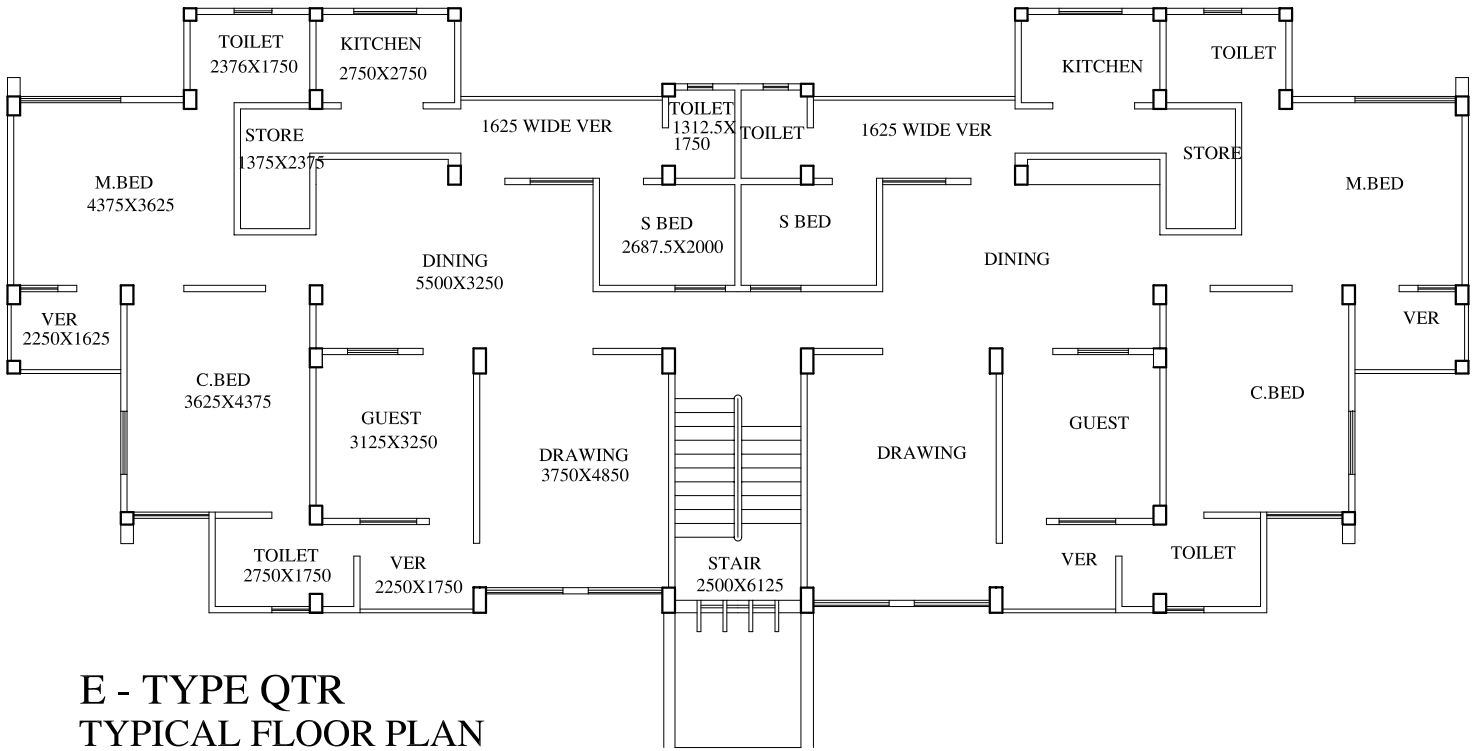 TOILET
2376X1750
KITCHEN
2750X2750
KITCHEN
TOILET
STORE
1375X2375
1625 WIDE VER
TOILET
1312.5X
1750
TOILET
1625 WIDE VER
STORE
M.BED
4375X3625
M.BED
S BED
2687.5X2000
S BED
DINING
5500X3250
DINING
VER
2250X1625
VER
C.BED
3625X4375
C.BED
GUEST
3125X3250
GUEST
DRAWING
3750X4850
DRAWING
TOILET
2750X1750
VER
2250X1750
STAIR
2500X6125
VER
TOILET
E - TYPE QTR
TYPICAL FLOOR PLAN